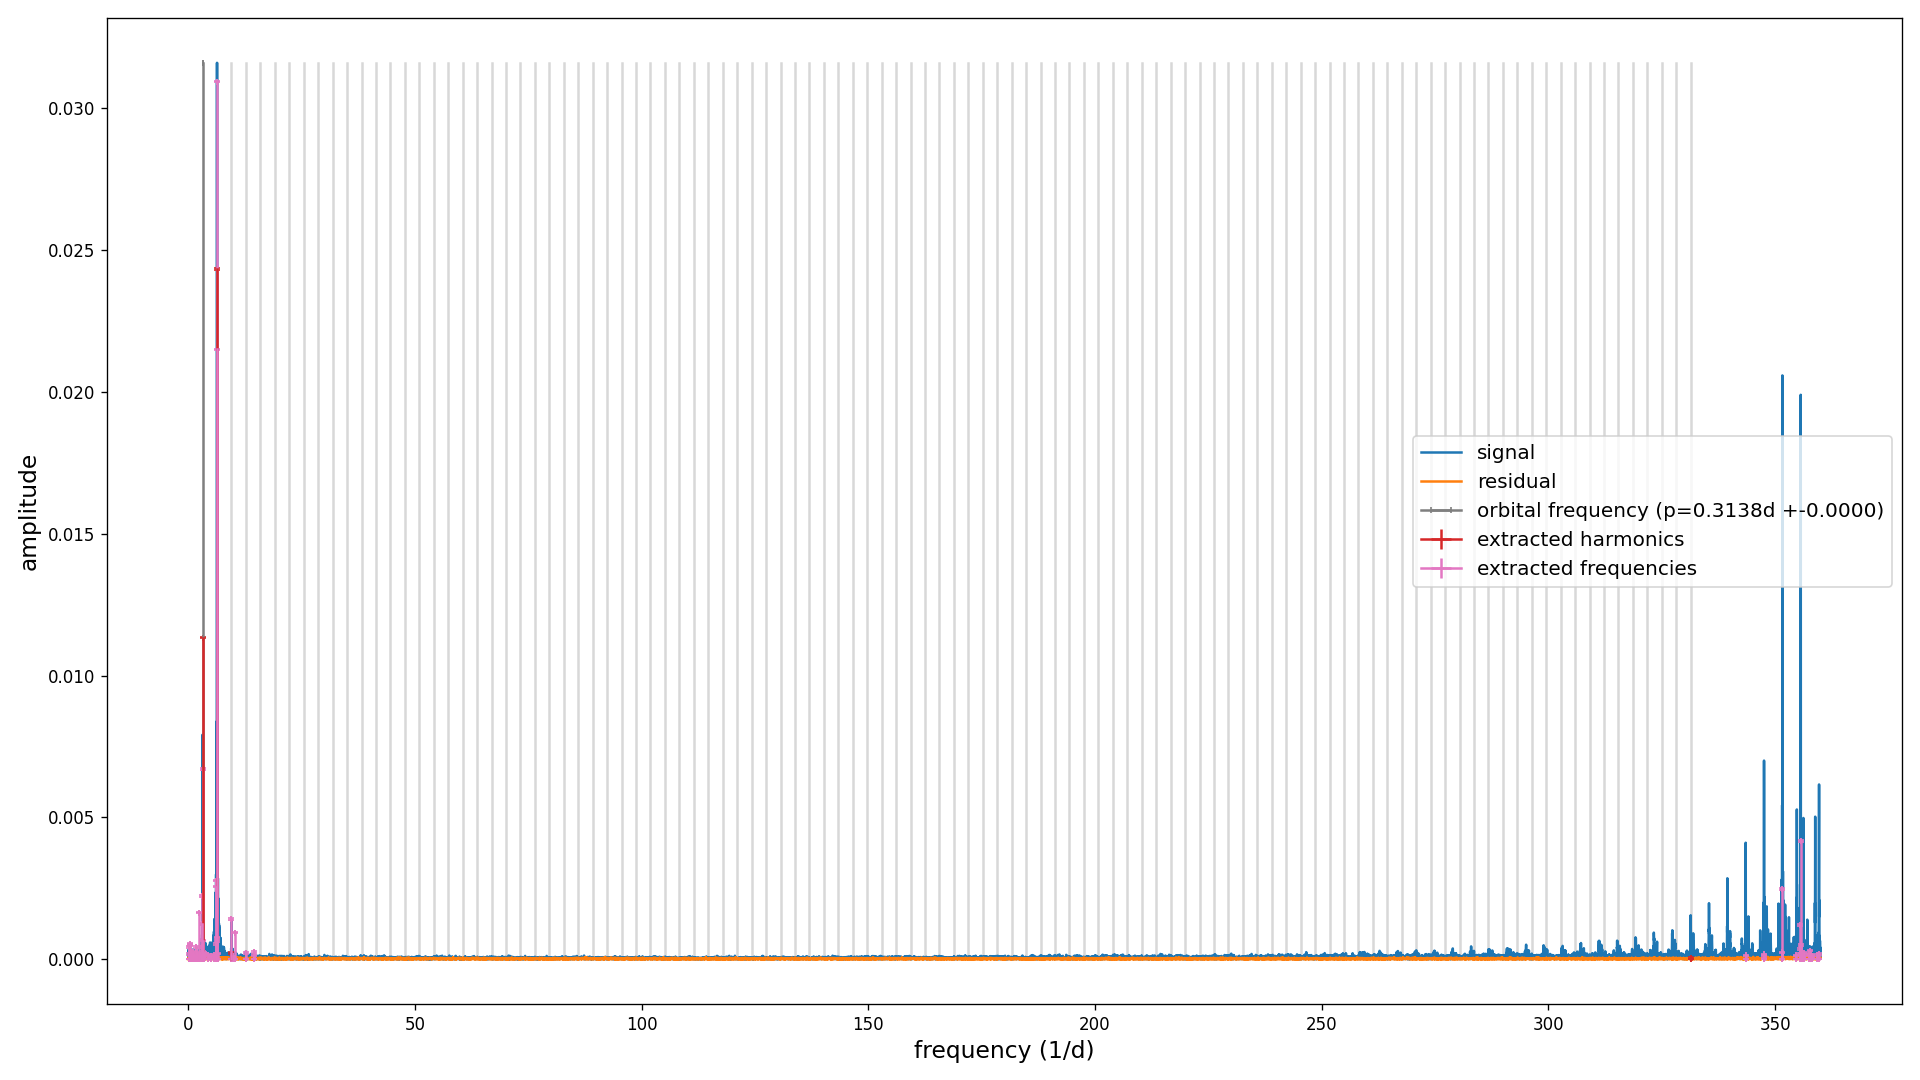 0.030
0.025
0.020
0.015
0.010
0.005
0.000
amplitude
signal
residual
orbital frequency (p=0.3138d +-0.0000)
extracted harmonics
extracted frequencies
0 50 100 150 200 250 300 350
frequency (1/d)